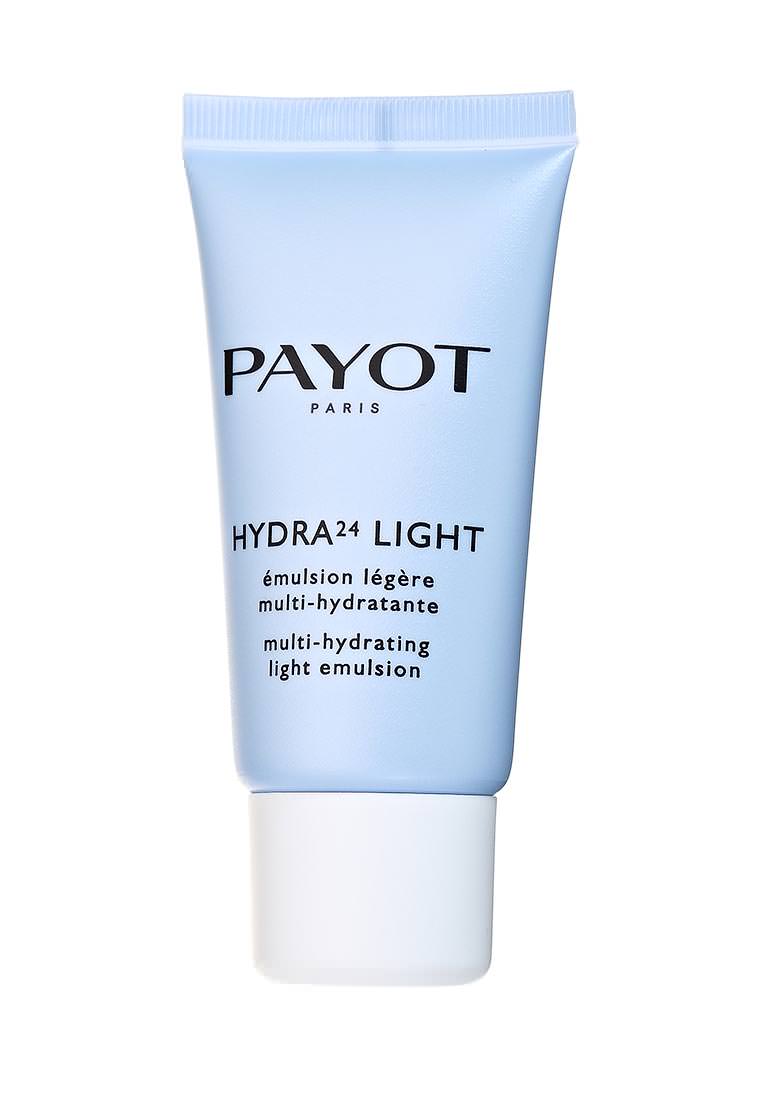 PAYOT
PARIS
HYDRA²⁴ LIGHT
émulsion légère
multi-hydratante
multi-hydrating
light emulsion